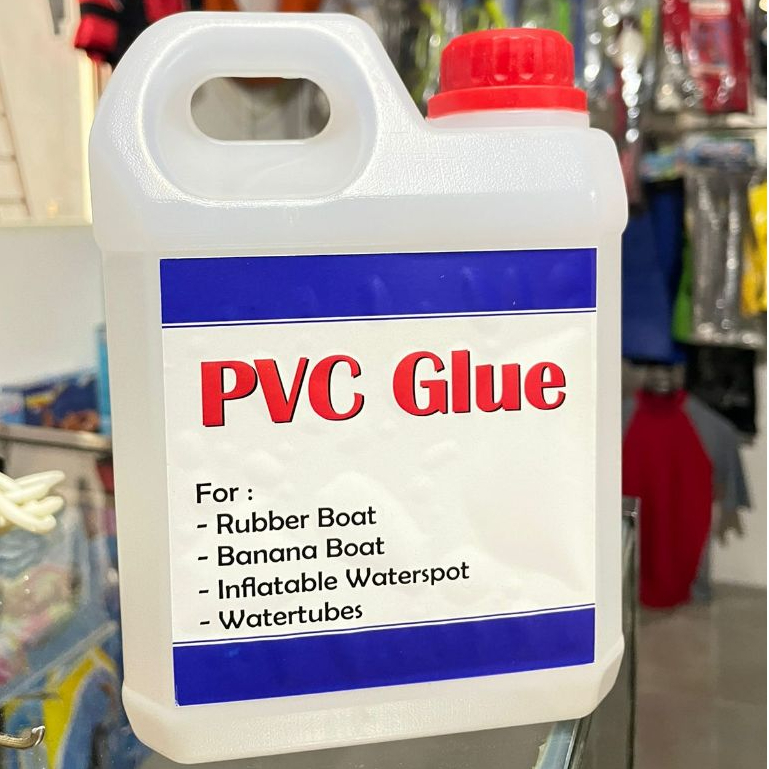 PVC Glue
For :
- Rubber Boat
- Banana Boat
- Inflatable Waterspot
- Watertubes